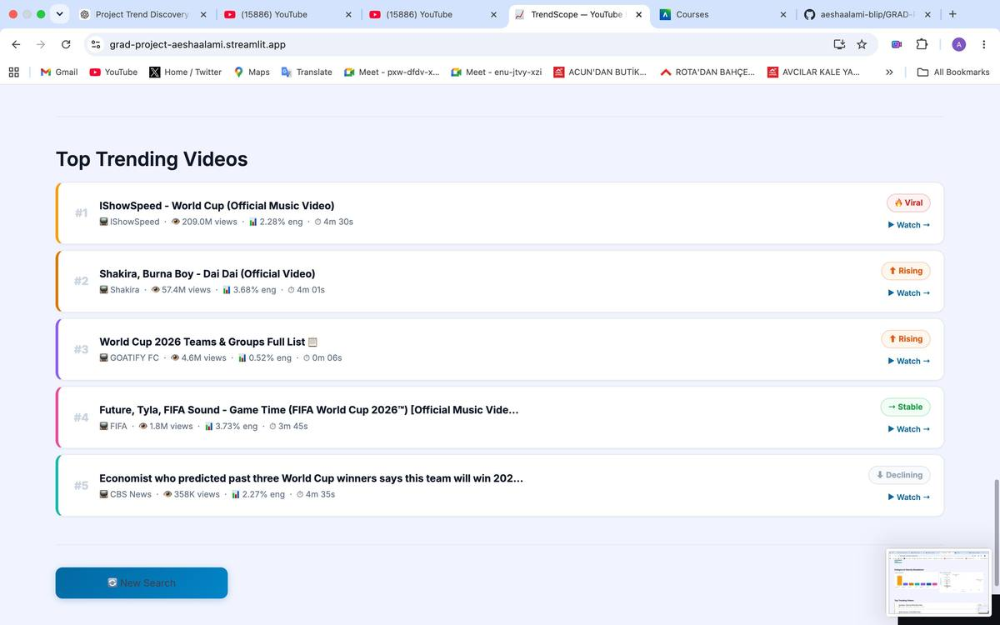 Project Trend Discovery
(15886) YouTube
(15886) YouTube
TrendScope — YouTube
Courses
aeshaalami-blip/GRAD-
grad-project-aeshaalami.streamlit.app
A
Gmail
YouTube
Home / Twitter
Maps
Translate
Meet - pxw-dfdv-x...
Meet - enu-jtvy-xzi
ACUN'DAN BUTİK...
ROTA'DAN BAHÇE...
AVCILAR KALE YA...
All Bookmarks
Top Trending Videos
#1
IShowSpeed - World Cup (Official Music Video)
IShowSpeed · 209.0M views · 2.28% eng · 4m 30s
Viral
▶ Watch →
#2
Shakira, Burna Boy - Dai Dai (Official Video)
Shakira · 57.4M views · 3.68% eng · 4m 01s
⬆ Rising
▶ Watch →
#3
World Cup 2026 Teams & Groups Full List
GOATIFY FC · 4.6M views · 0.52% eng · 0m 06s
⬆ Rising
▶ Watch →
#4
Future, Tyla, FIFA Sound - Game Time (FIFA World Cup 2026™) [Official Music Vide...
FIFA · 1.8M views · 3.73% eng · 3m 45s
→ Stable
▶ Watch →
#5
Economist who predicted past three World Cup winners says this team will win 202...
CBS News · 358K views · 2.27% eng · 4m 35s
⬇ Declining
▶ Watch →
New Search